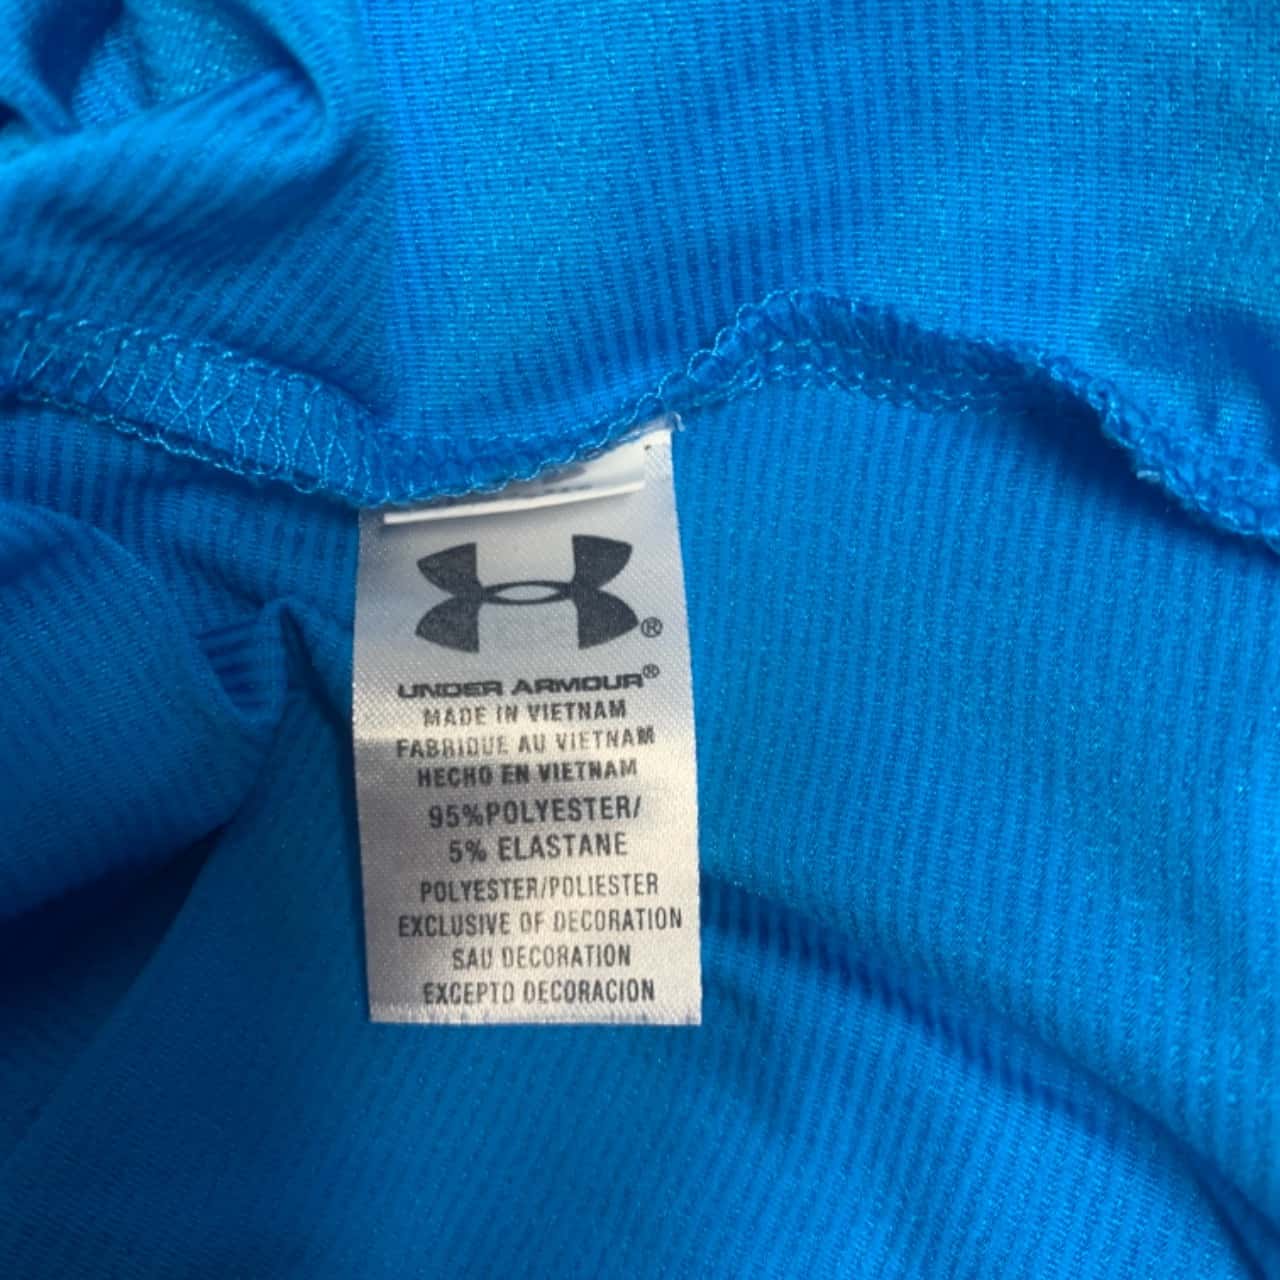 ®
UNDER ARMOUR®
MADE IN VIETNAM
FABRIQUE AU VIETNAM
HECHO EN VIETNAM
95%POLYESTER/
5% ELASTANE
POLYESTER/POLIESTER
EXCLUSIVE OF DECORATION
SAU DECORATION
EXCEPTO DECORACION